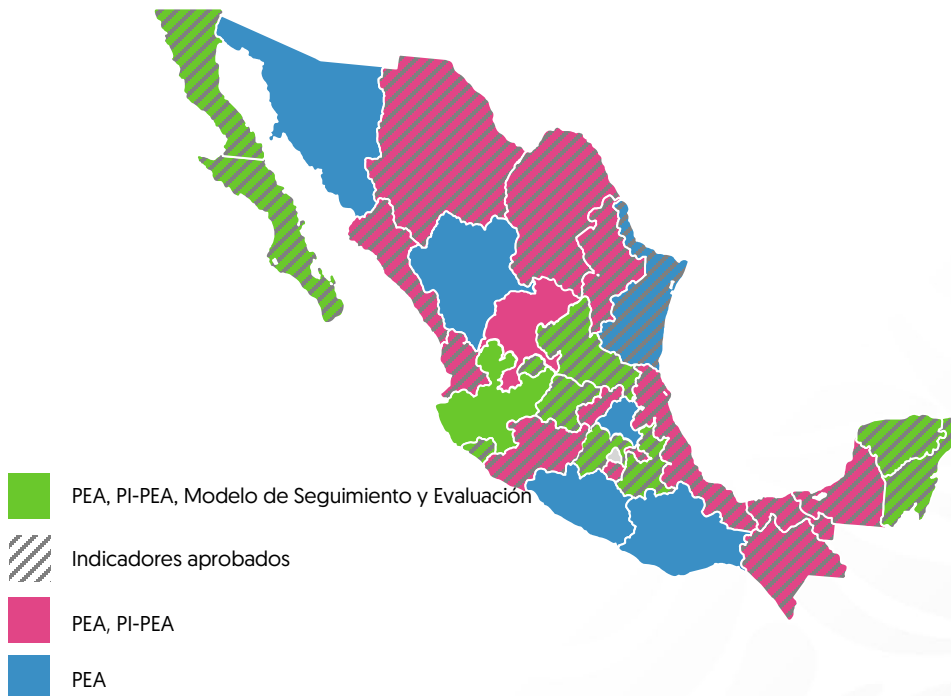 PEA, PI-PEA, Modelo de Seguimiento y Evaluación
Indicadores aprobados
PEA, PI-PEA
PEA